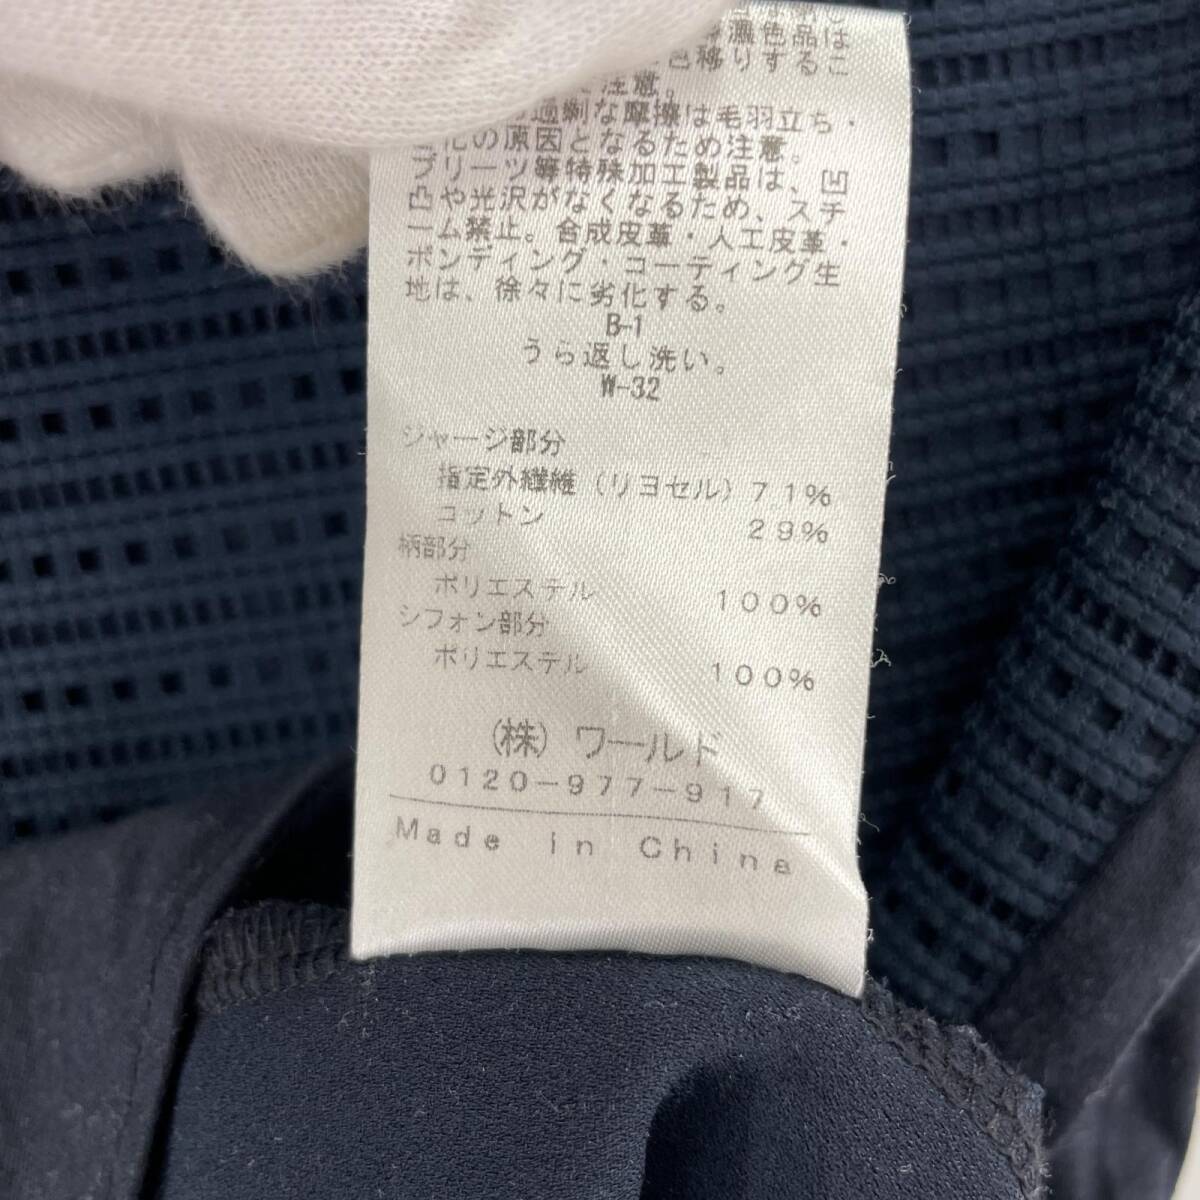 濡色品は
色移りするこ
注意。
過剰な摩擦は毛羽立ち・
化の原因となるため注意。
プリーツ等特殊加工製品は、凹
凸や光沢がなくなるため、スチ
ーム禁止。合成皮革・人工皮革・
ボンディング・コーティング生
地は、徐々に劣化する。
B-1
うら返し洗い。
W-32
ジャージ部分
指定外繊維（リヨセル）71%
コットン 29%
柄部分
ポリエステル 100%
シフォン部分
ポリエステル 100%
(株) ワールド
0120-977-917
Made in China